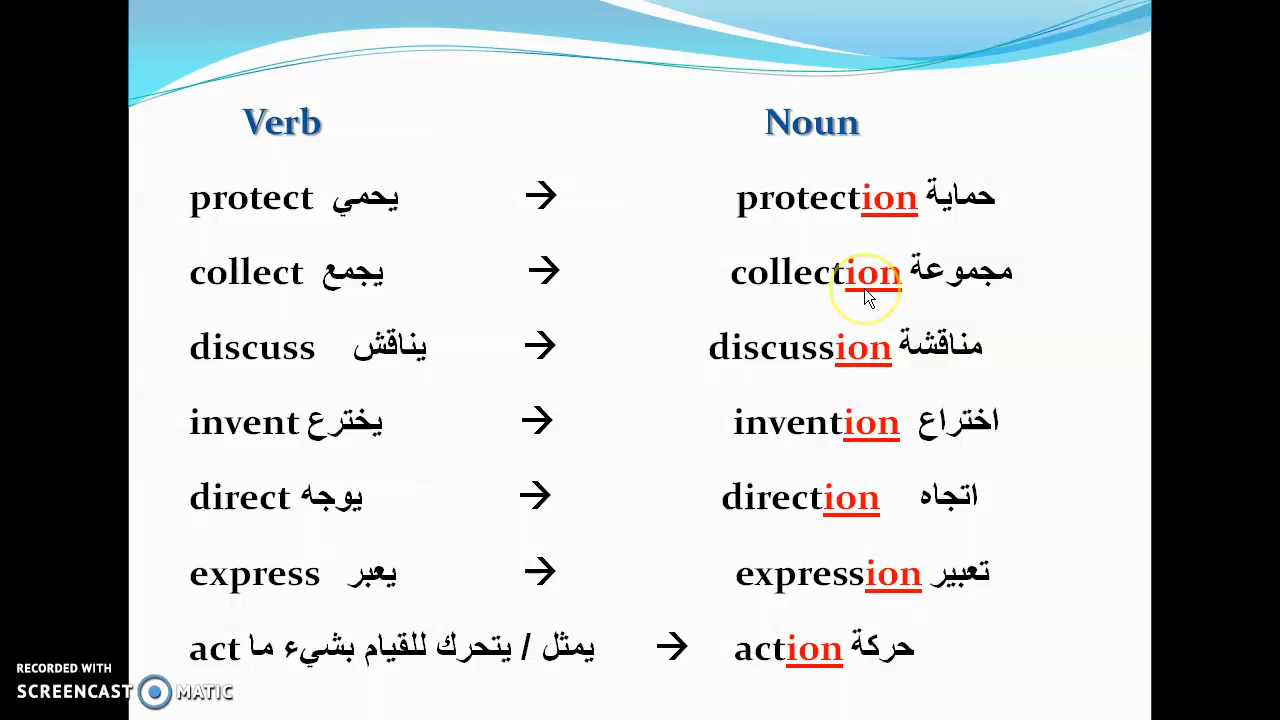 Verb Noun
protect يحمي → protection حماية
collect يجمع → collection مجموعة
discuss يناقش → discussion مناقشة
invent يخترع → invention اختراع
direct يوجه → direction اتجاه
express يعبر → expression تعبير
act يمثل / يتحرك للقيام بشيء ما → action حركة
RECORDED WITH
SCREENCAST MATIC